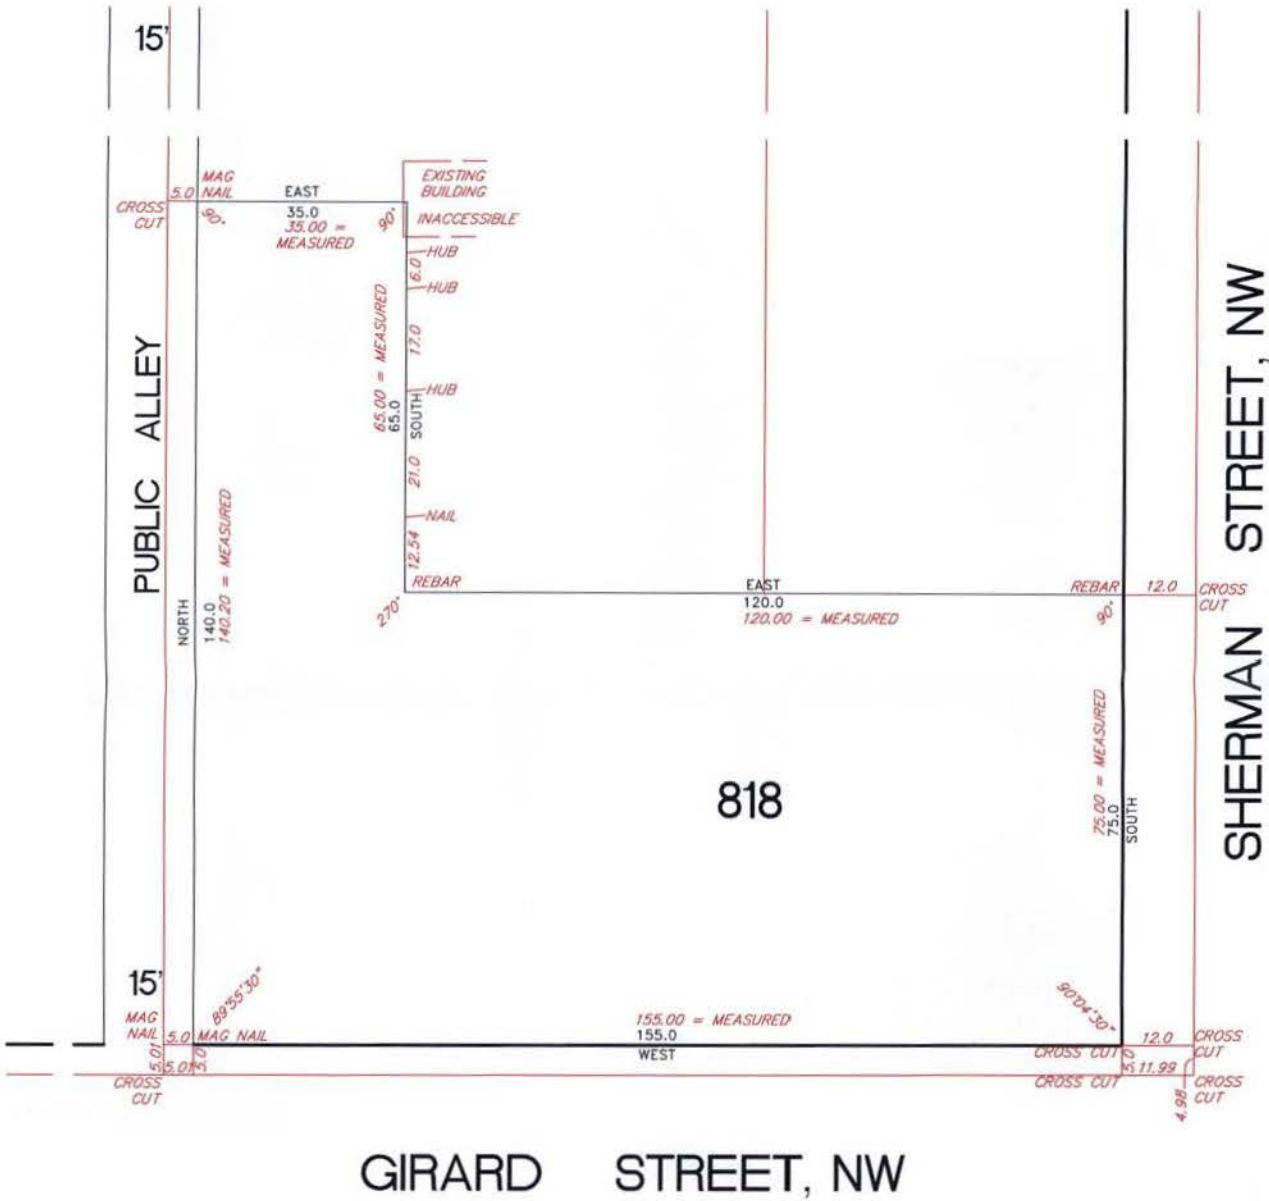 15'
MAG
5.0 NAIL
EAST
EXISTING
BUILDING
CROSS
CUT
90°
35.0
35.00 =
MEASURED
90°
INACCESSIBLE
HUB
6.0
HUB
65.00 = MEASURED
65.0
SOUTH
17.0
HUB
21.0
NAIL
12.54
REBAR
270°
PUBLIC ALLEY
NORTH
140.0
140.20 = MEASURED
EAST
120.0
120.00 = MEASURED
REBAR
90°
12.0
CROSS
CUT
SHERMAN STREET, NW
75.00 = MEASURED
75.0
SOUTH
818
15'
89°55'30"
90°04'30"
MAG
NAIL
5.0
MAG NAIL
155.00 = MEASURED
155.0
WEST
12.0
CROSS
CUT
CROSS CUT
5.01
5.01
5.0
CROSS
CUT
CROSS CUT
5.0
11.99
4.98
CROSS
CUT
GIRARD STREET, NW